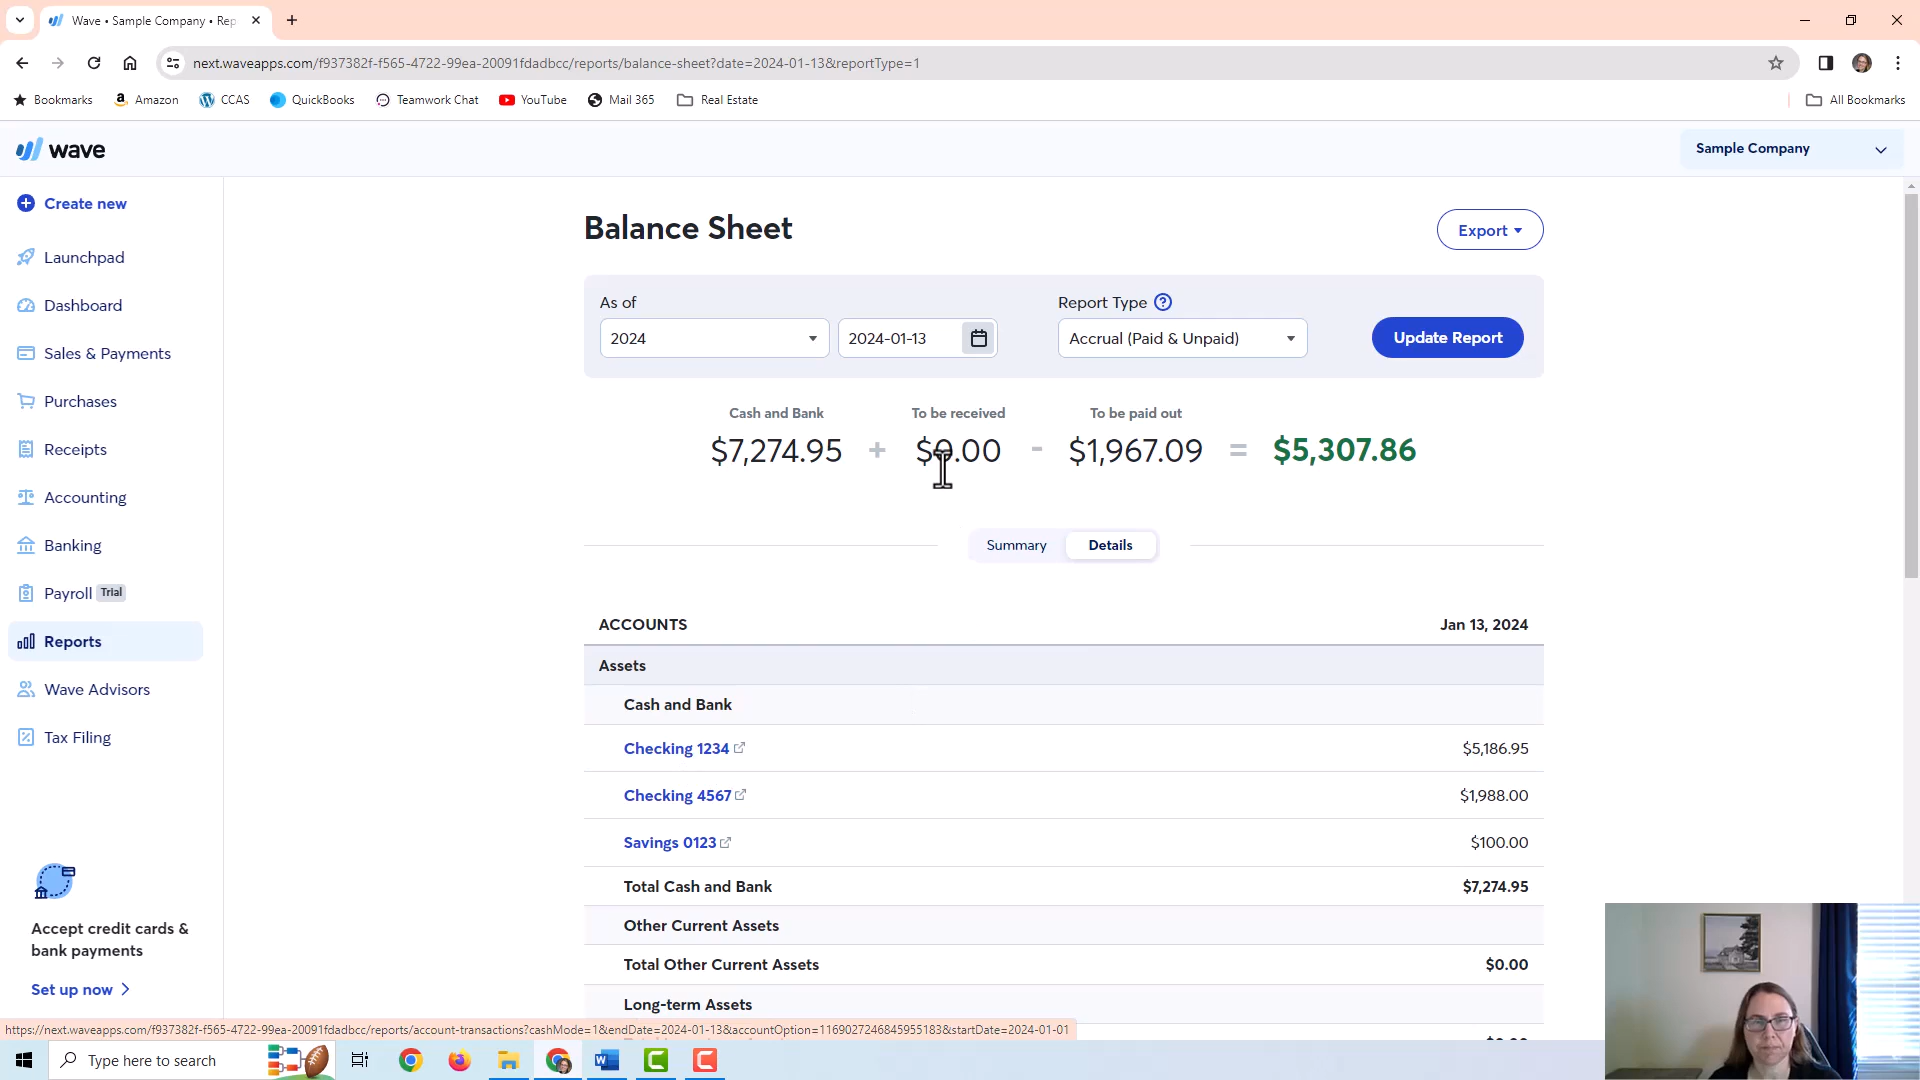 Wave • Sample Company • Rep
next.waveapps.com/f937382f-f565-4722-99ea-20091fdadbcc/reports/balance-sheet?date=2024-01-13&reportType=1
Bookmarks
Amazon
CCAS
QuickBooks
Teamwork Chat
YouTube
Mail 365
Real Estate
All Bookmarks
wave
Sample Company
Create new
Launchpad
Dashboard
Sales & Payments
Purchases
Receipts
Accounting
Banking
Payroll Trial
Reports
Wave Advisors
Tax Filing
Accept credit cards &
bank payments
Set up now
Balance Sheet
Export
As of
Report Type ?
2024
2024-01-13
Accrual (Paid & Unpaid)
Update Report
Cash and Bank
To be received
To be paid out
$7,274.95 + $0.00 - $1,967.09 = $5,307.86
Summary
Details
ACCOUNTS Jan 13, 2024
Assets
Cash and Bank
Checking 1234 $5,186.95
Checking 4567 $1,988.00
Savings 0123 $100.00
Total Cash and Bank $7,274.95
Other Current Assets
Total Other Current Assets $0.00
Long-term Assets
https://next.waveapps.com/f937382f-f565-4722-99ea-20091fdadbcc/reports/account-transactions?cashMode=1&endDate=2024-01-13&accountOption=1169027246845955183&startDate=2024-01-01
Type here to search